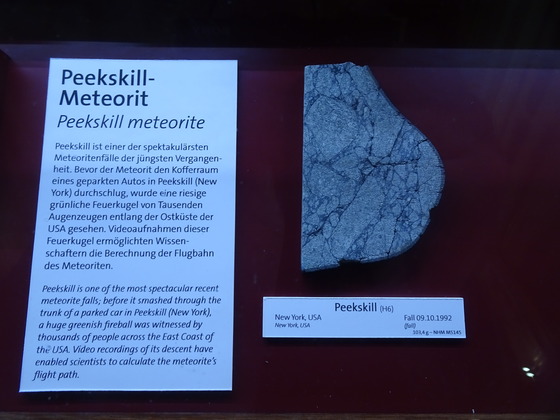 Peekskill-
Meteorit
Peekskill meteorite
Peekskill ist einer der spektakulärsten
Meteoritenfälle der jüngsten Vergangen-
heit. Bevor der Meteorit den Kofferraum
eines geparkten Autos in Peekskill (New
York) durchschlug, wurde eine riesige
grünliche Feuerkugel von Tausenden
Augenzeugen entlang der Ostküste der
USA gesehen. Videoaufnahmen dieser
Feuerkugel ermöglichten Wissen-
schaftern die Berechnung der Flugbahn
des Meteoriten.
Peekskill is one of the most spectacular recent
meteorite falls; before it smashed through the
trunk of a parked car in Peekskill (New York),
a huge greenish fireball was witnessed by
thousands of people across the East Coast of
the USA. Video recordings of its descent have
enabled scientists to calculate the meteorite's
flight path.
Peekskill (H6)
New York, USA Fall 09.10.1992
New York, USA (fall)
503,4 g – NHM M5145